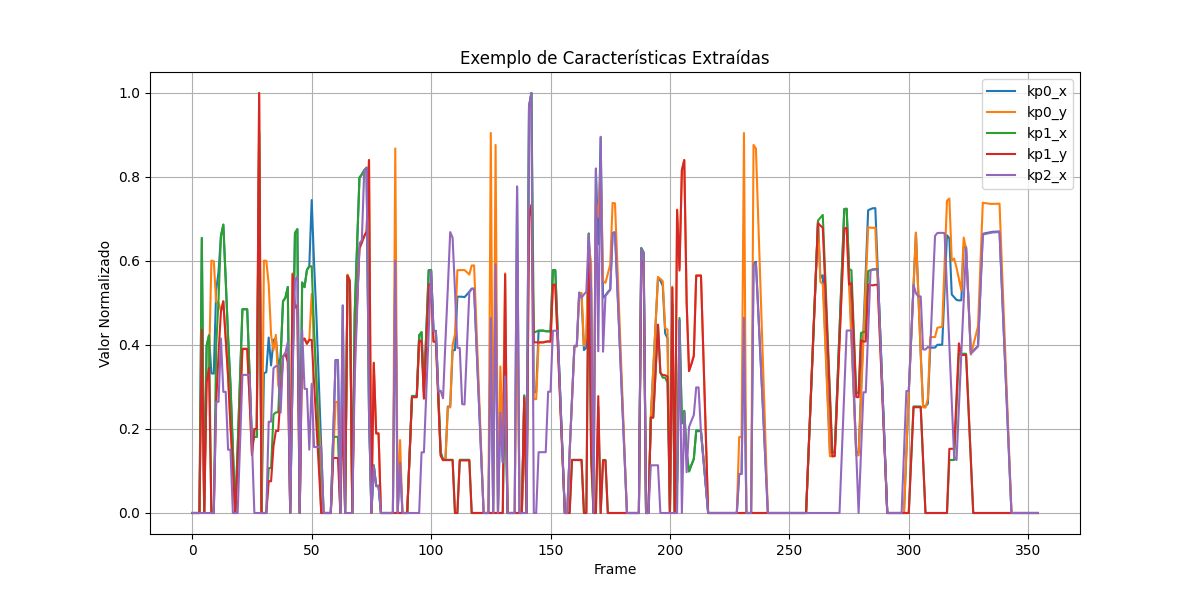 Exemplo de Características Extraídas
kp0_x
kp0_y
kp1_x
kp1_y
kp2_x
Valor Normalizado
1.0
0.8
0.6
0.4
0.2
0.0
0 50 100 150 200 250 300 350
Frame